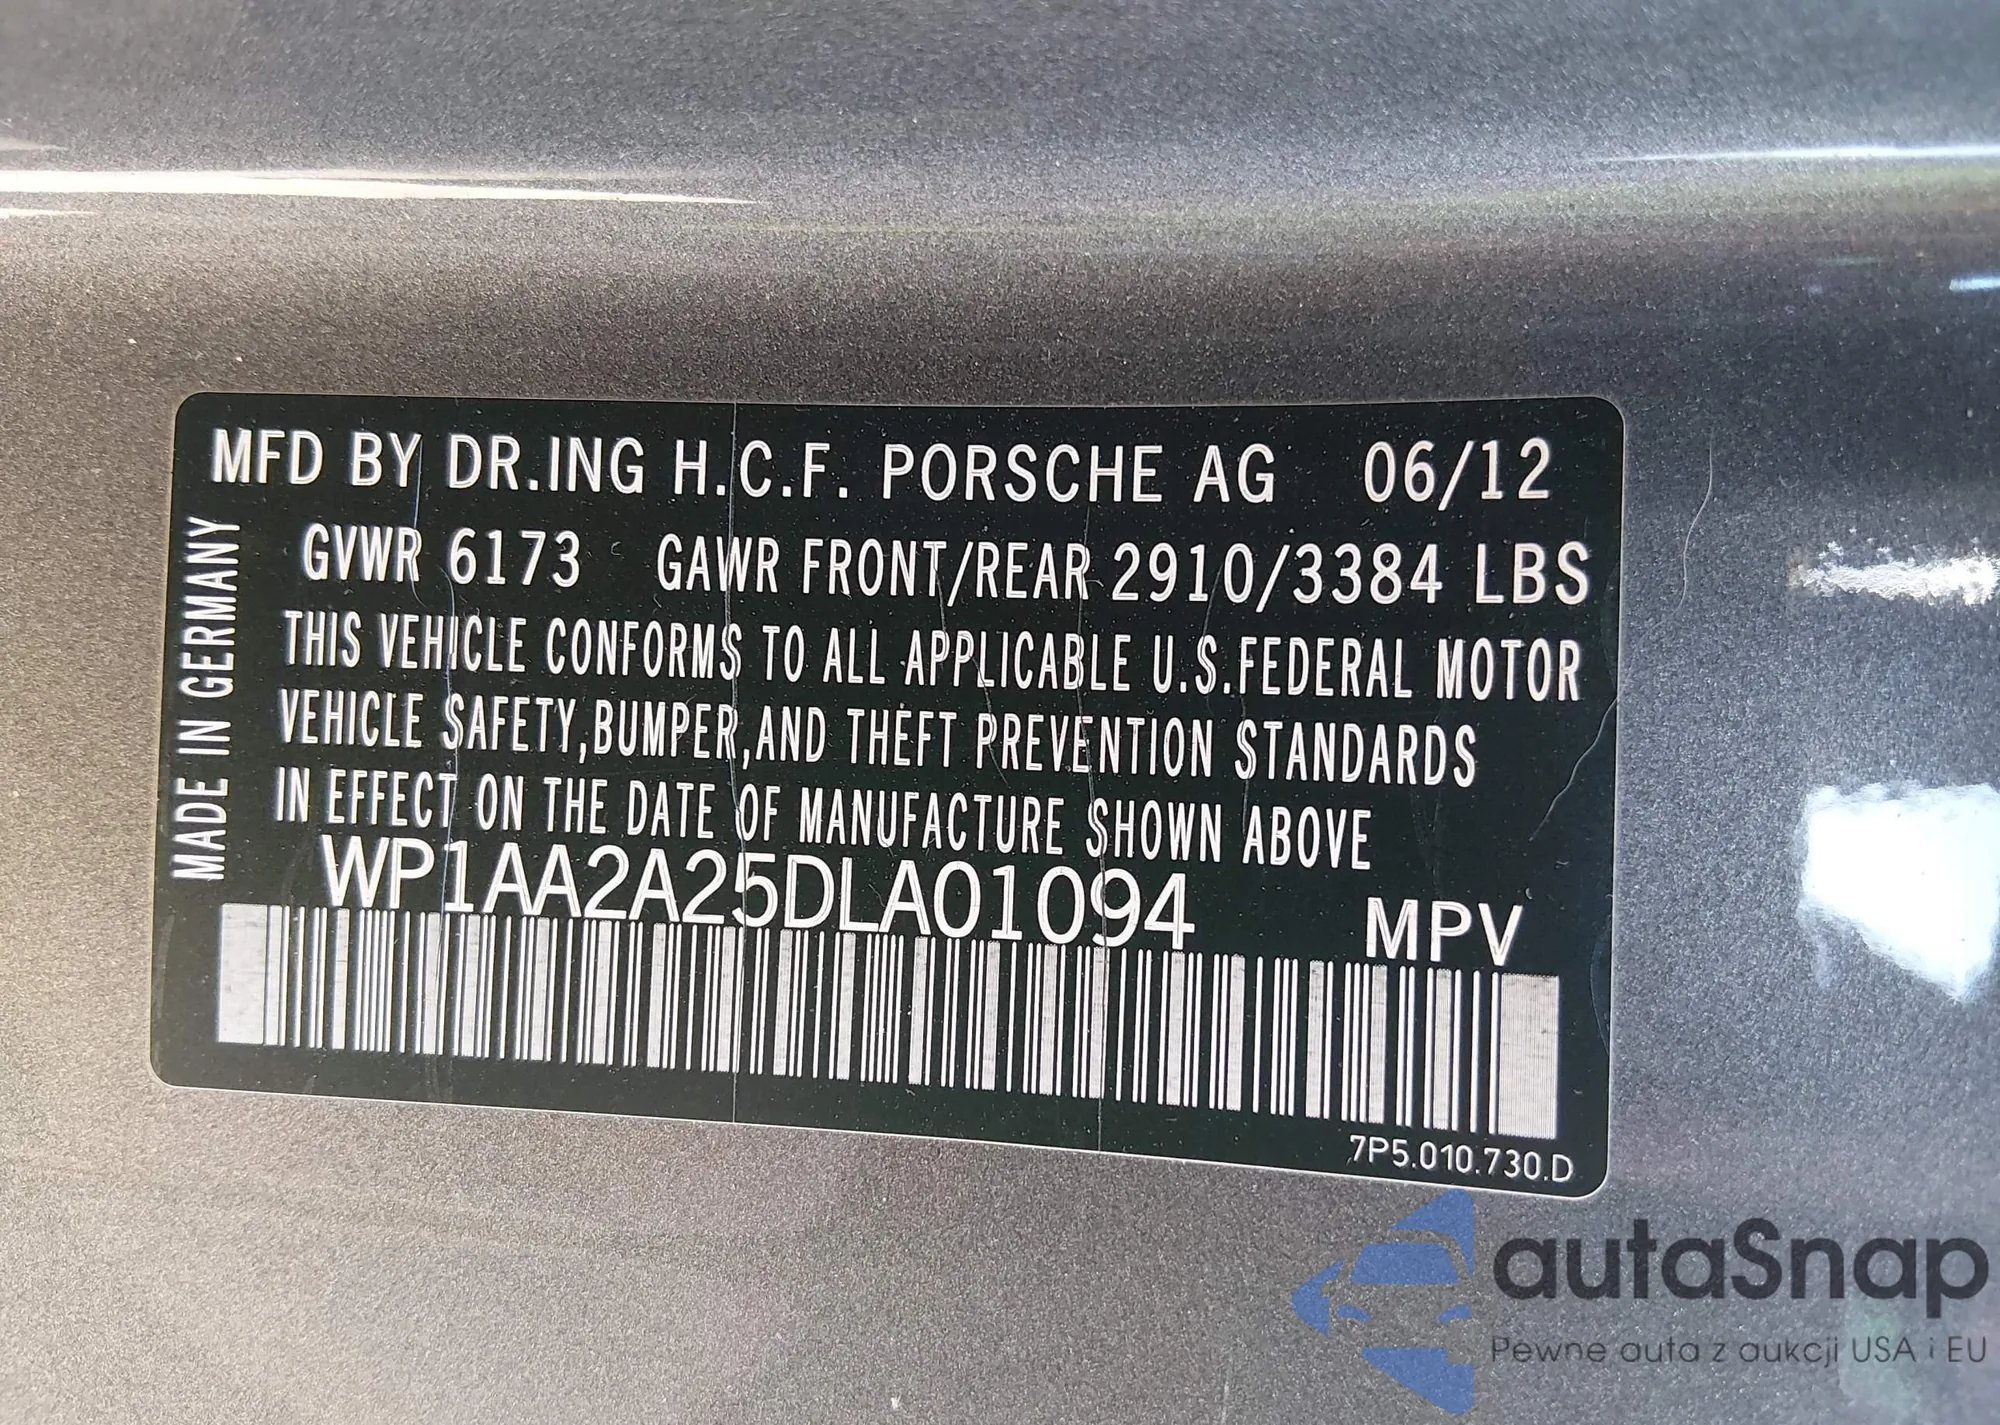 MFD BY DR.ING H.C.F. PORSCHE AG 06/12
GVWR 6173 GAWR FRONT/REAR 2910/3384 LBS
THIS VEHICLE CONFORMS TO ALL APPLICABLE U.S.FEDERAL MOTOR
VEHICLE SAFETY,BUMPER,AND THEFT PREVENTION STANDARDS
IN EFFECT ON THE DATE OF MANUFACTURE SHOWN ABOVE
WP1AA2A25DLA01094 MPV
7P5.010.730.D
MADE IN GERMANY
autaSnap
Pewne auta z aukcji USA i EU